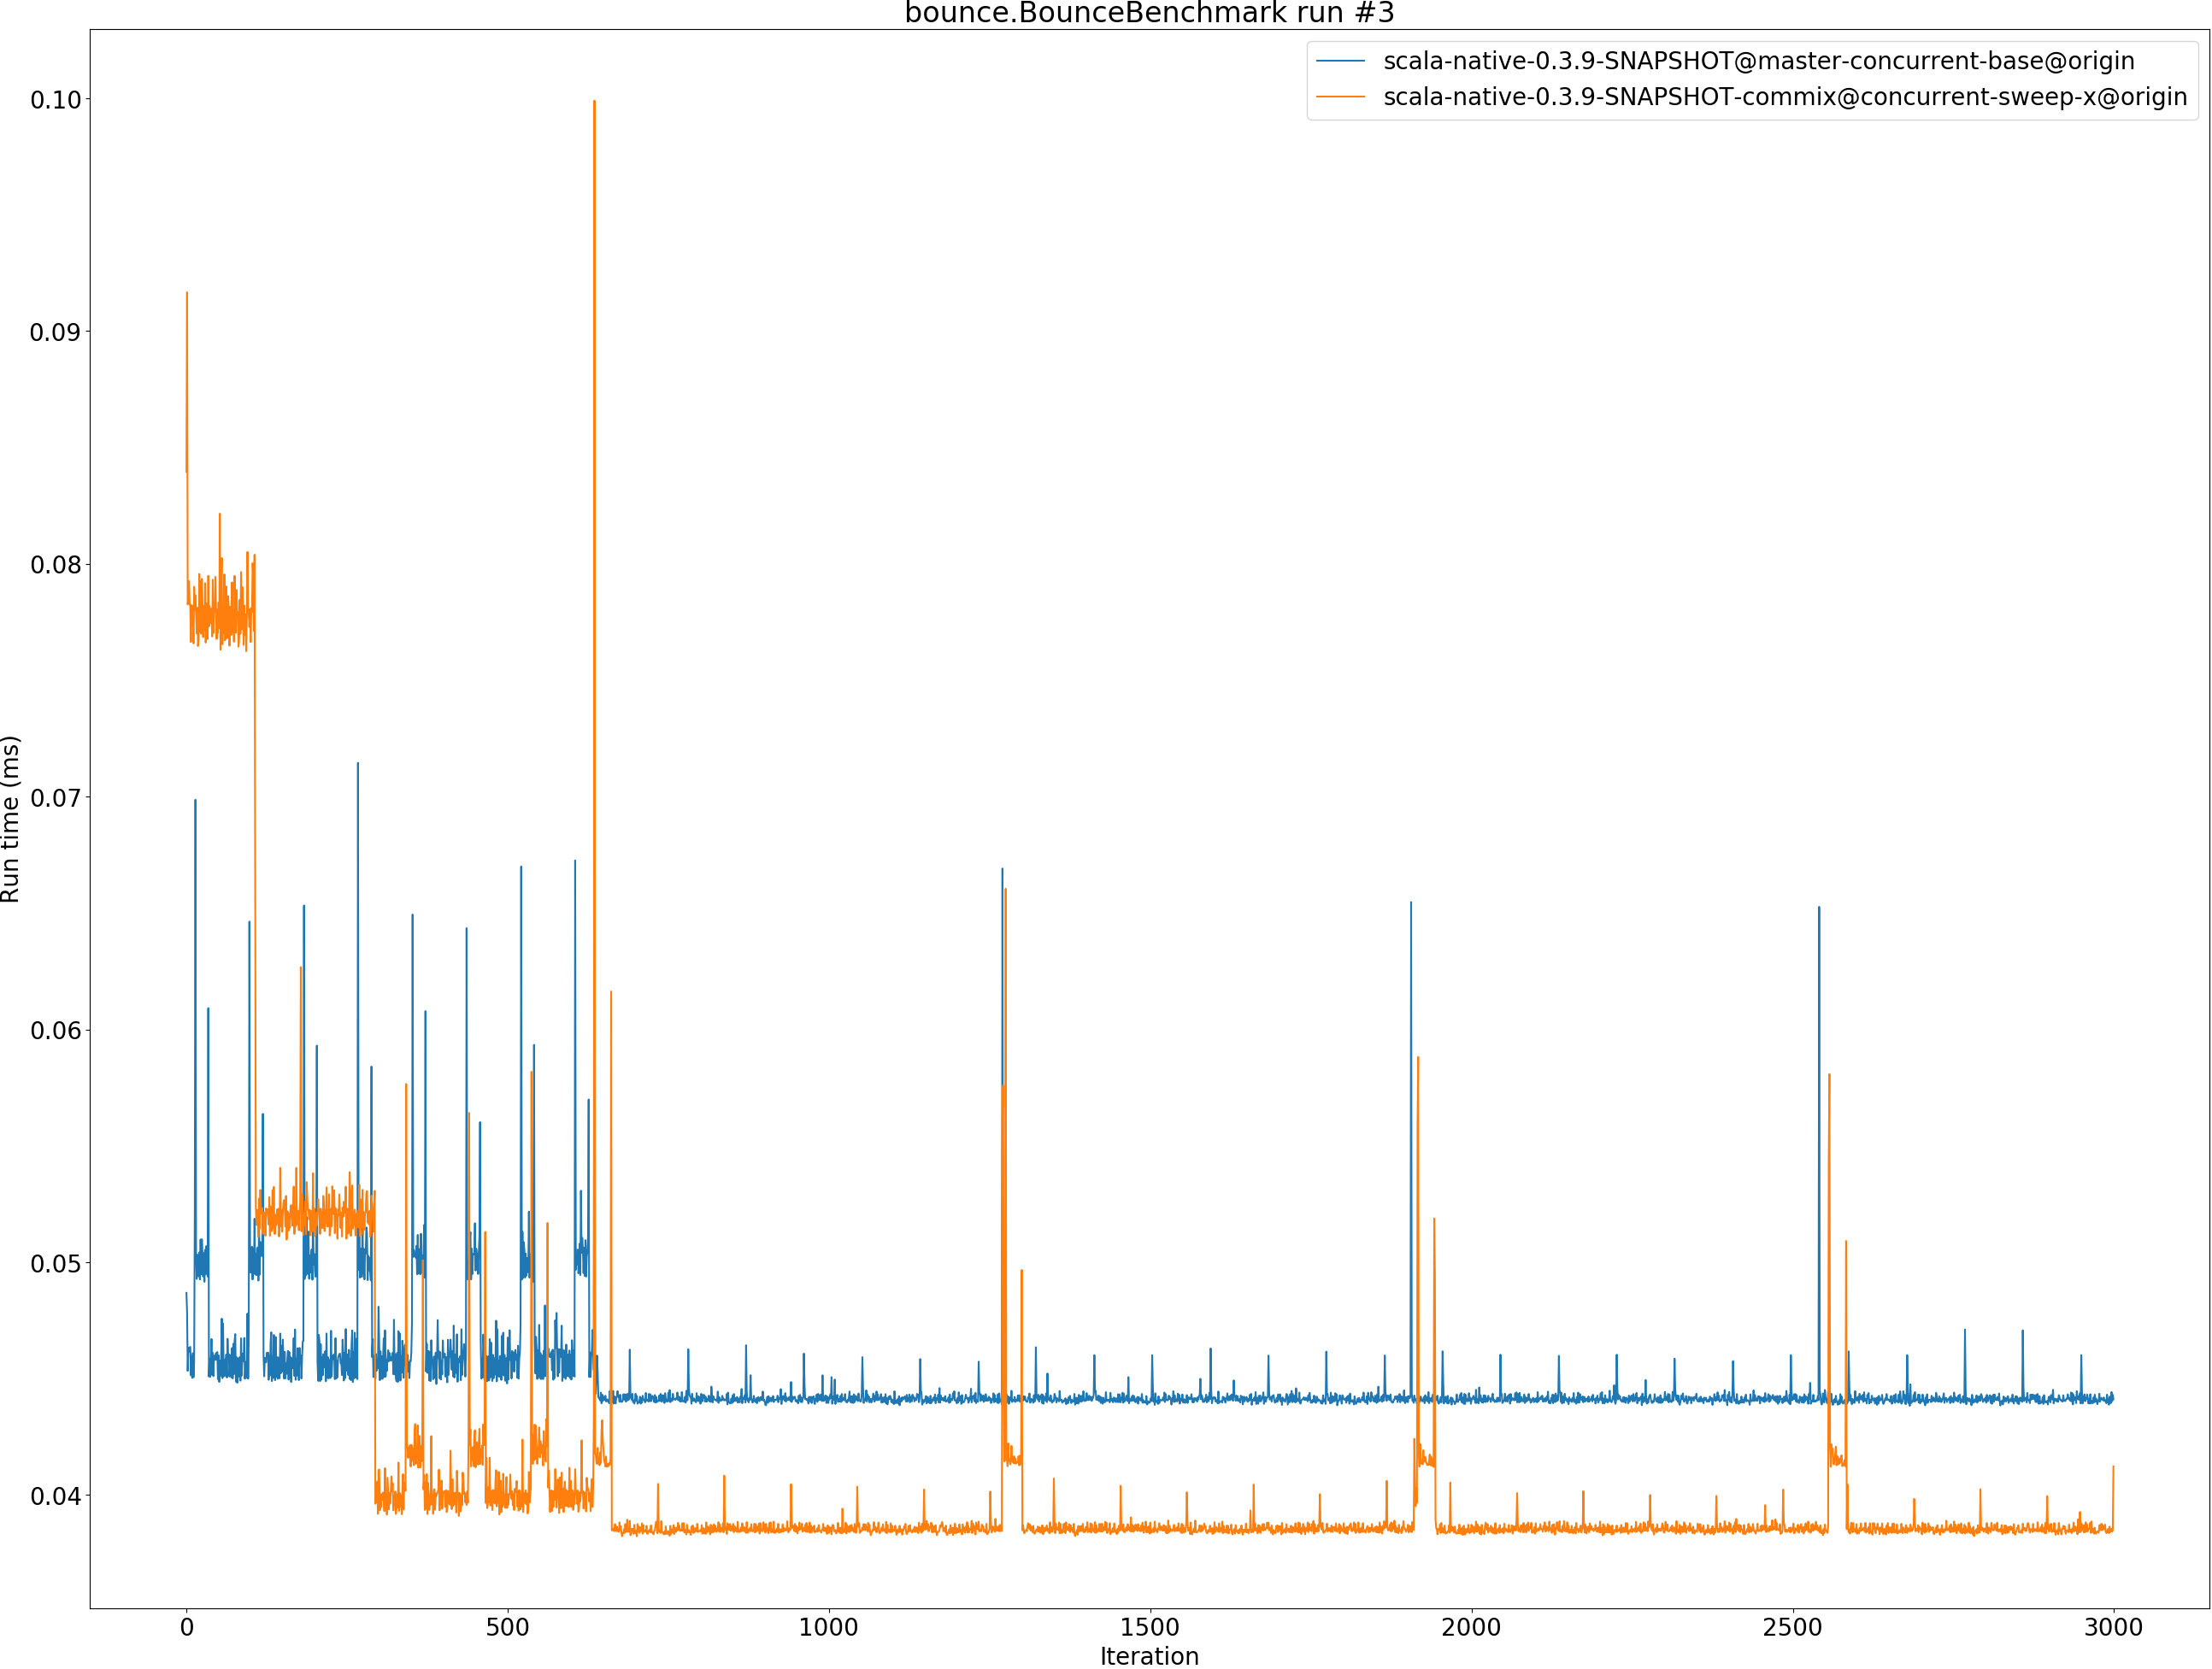 bounce.BounceBenchmark run #3
scala-native-0.3.9-SNAPSHOT@master-concurrent-base@origin
scala-native-0.3.9-SNAPSHOT-commix@concurrent-sweep-x@origin
0.10
0.09
0.08
0.07
0.06
0.05
0.04
Run time (ms)
0 500 1000 1500 2000 2500 3000
Iteration